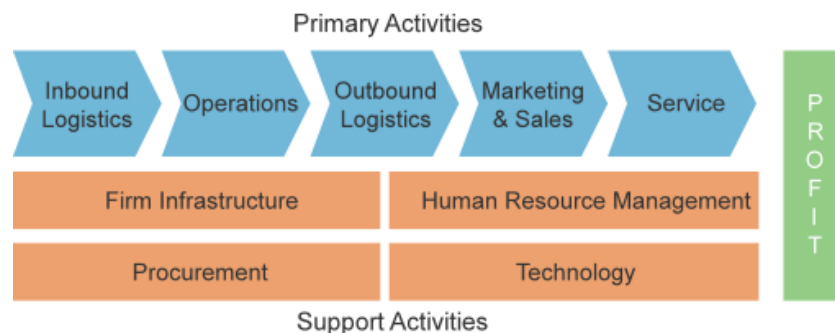 Primary Activities
Inbound
Logistics
Operations
Outbound
Logistics
Marketing
& Sales
Service
Firm Infrastructure
Human Resource Management
Procurement
Technology
Support Activities
P
R
O
F
I
T